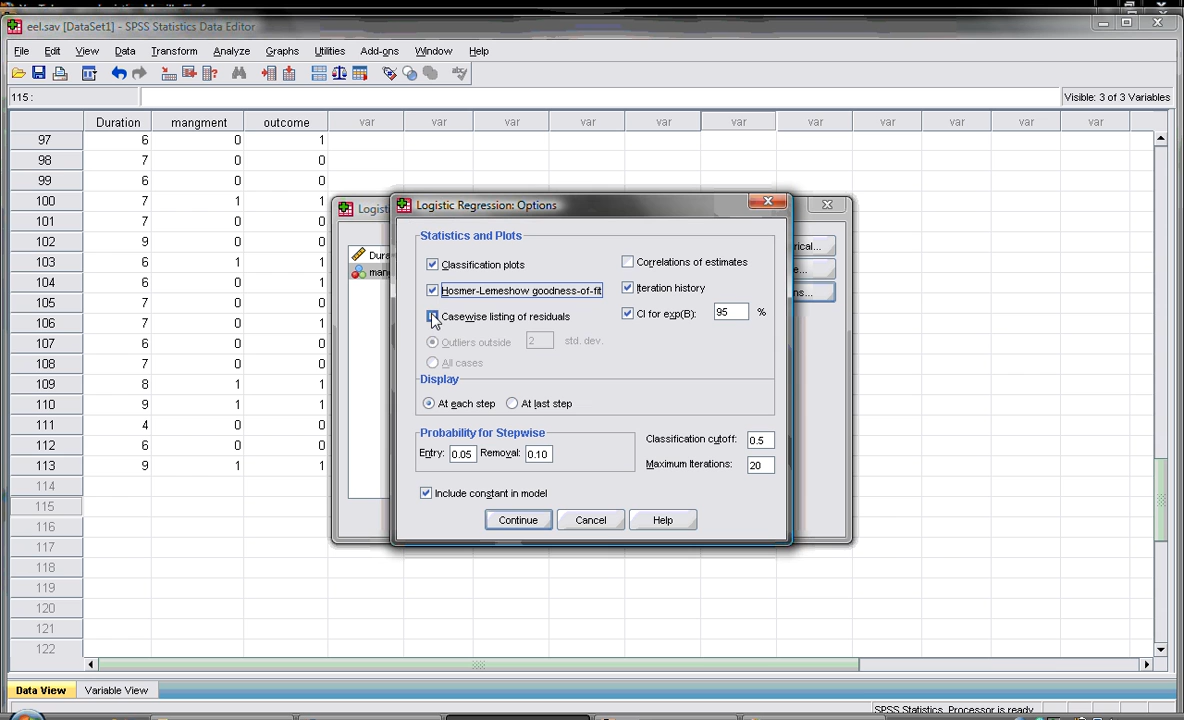 eel.sav [DataSet1] - SPSS Statistics Data Editor
File Edit View Data Transform Analyze Graphs Utilities Add-ons Window Help
115 : Visible: 3 of 3 Variables
Duration mangment outcome var var var var var var var var var var
97 6 0 1
98 7 0 0
99 6 0 0
100 7 1 1
101 7 0 0
102 9 0 0
103 6 1 1
104 6 0 1
105 7 0 0
106 7 0 1
107 6 0 0
108 7 0 0
109 8 1 1
110 9 1 1
111 4 0 0
112 6 0 0
113 9 1 1
114
115
116
117
118
119
120
121
122
Logist
Dura
man
rical...
e...
ns...
Logistic Regression: Options
Statistics and Plots
Classification plots
Correlations of estimates
Hosmer-Lemeshow goodness-of-fit
Iteration history
Casewise listing of residuals
CI for exp(B): 95 %
Outliers outside 2 std. dev.
All cases
Display
At each step At last step
Probability for Stepwise
Entry: 0.05 Removal: 0.10
Classification cutoff: 0.5
Maximum Iterations: 20
Include constant in model
Continue Cancel Help
Data View Variable View
SPSS Statistics Processor is ready